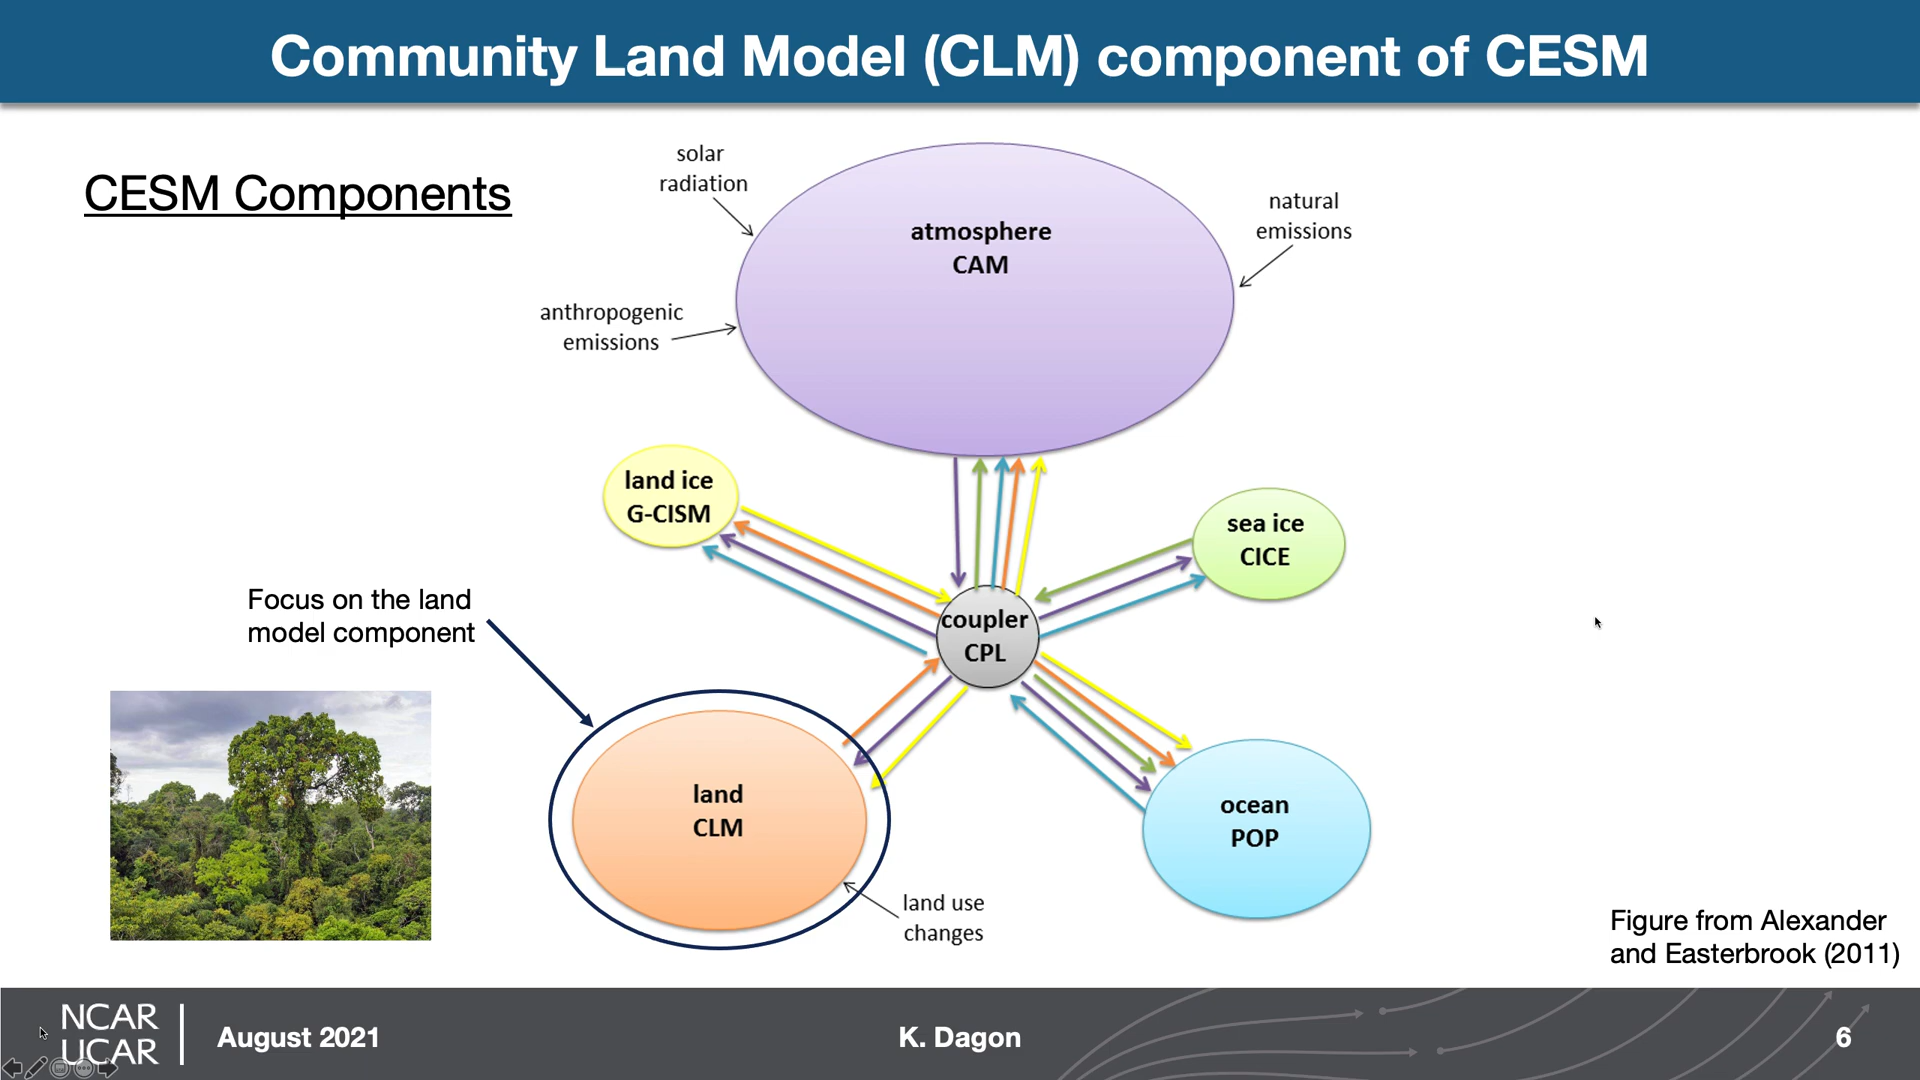 Community Land Model (CLM) component of CESM
CESM Components
solar
radiation
natural
emissions
atmosphere
CAM
anthropogenic
emissions
land ice
G-CISM
sea ice
CICE
coupler
CPL
Focus on the land
model component
land
CLM
ocean
POP
land use
changes
Figure from Alexander
and Easterbrook (2011)
NCAR
UCAR
August 2021
K. Dagon
6